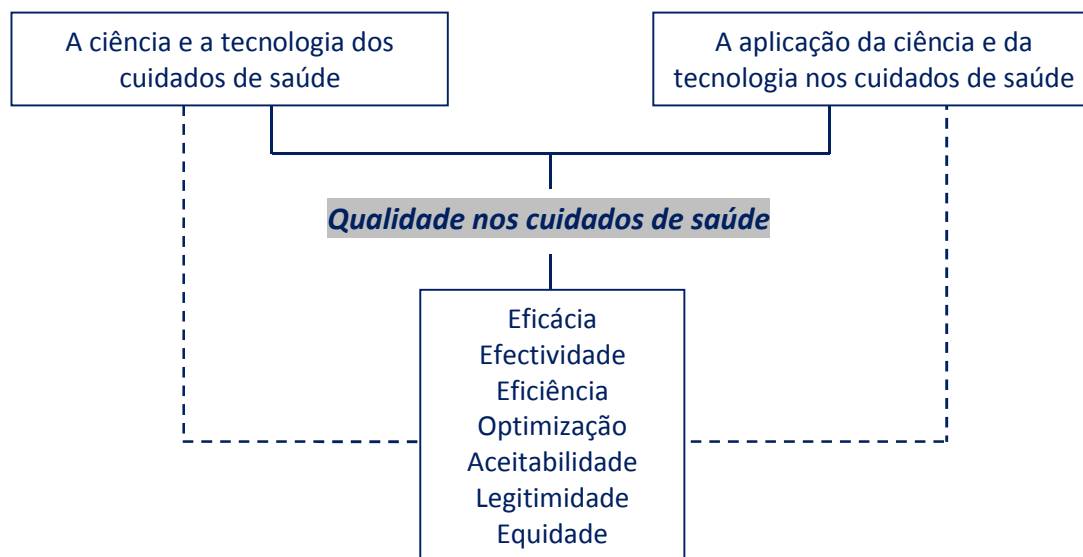 A ciência e a tecnologia dos
cuidados de saúde
A aplicação da ciência e da
tecnologia nos cuidados de saúde
Qualidade nos cuidados de saúde
Eficácia
Efectividade
Eficiência
Optimização
Aceitabilidade
Legitimidade
Equidade